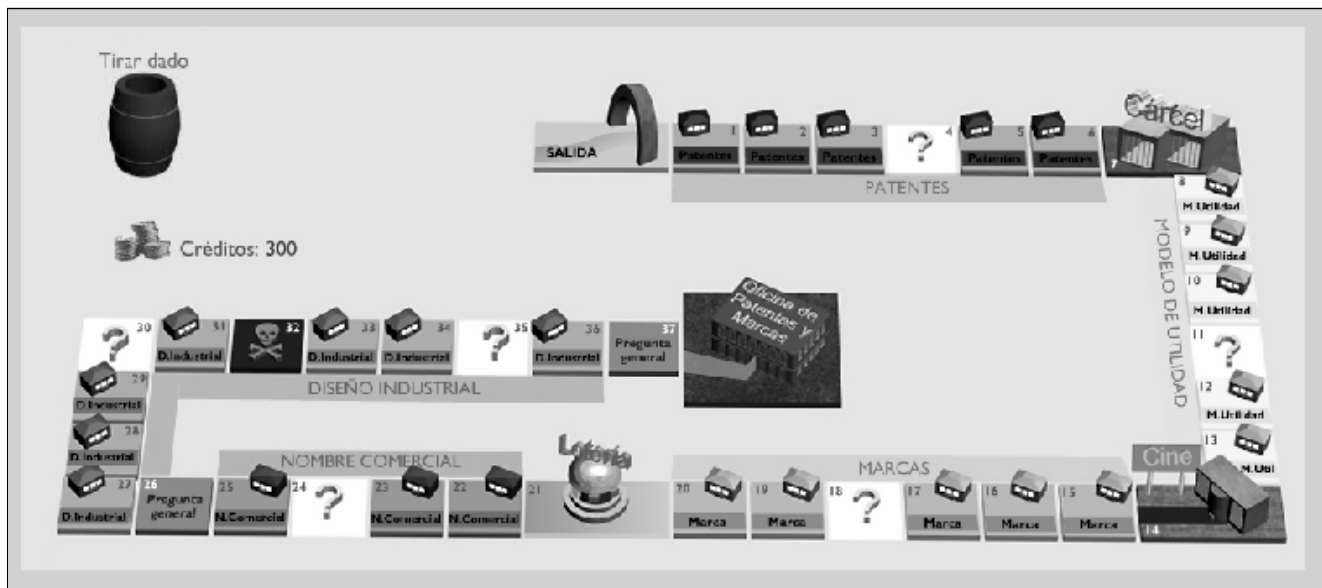 Tirar dado
Créditos: 300
SALIDA
1
Patentes
2
Patentes
3
Patentes
4
?
5
Patentes
6
Patentes
Cárcel
7
PATENTES
8
M.Utilidad
9
M.Utilidad
10
M.Utilidad
11
?
12
M.Utilidad
13
M.Util
MODELO DE UTILIDAD
Cine
14
MARCAS
15
Marca
16
Marca
17
Marca
18
?
19
Marca
20
Marca
Lotería
21
NOMBRE COMERCIAL
22
N.Comercial
23
N.Comercial
24
?
25
N.Comercial
26
Pregunta
general
27
D.Industrial
28
D.Industrial
29
D.Industrial
30
?
31
D.Industrial
32
33
D.Industrial
34
D.Industrial
35
?
36
D.Industrial
DISEÑO INDUSTRIAL
37
Pregunta
general
Oficina de
Patentes y
Marcas